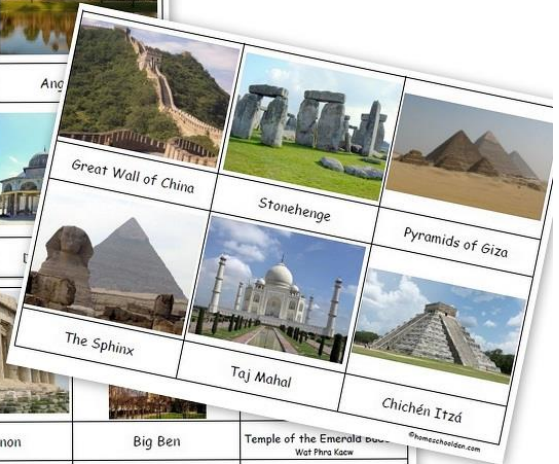 Great Wall of China
Stonehenge
Pyramids of Giza
The Sphinx
Taj Mahal
Chichén Itzá
©homeschoolden.com
Big Ben
Temple of the Emerald
Wat Phra Kaew